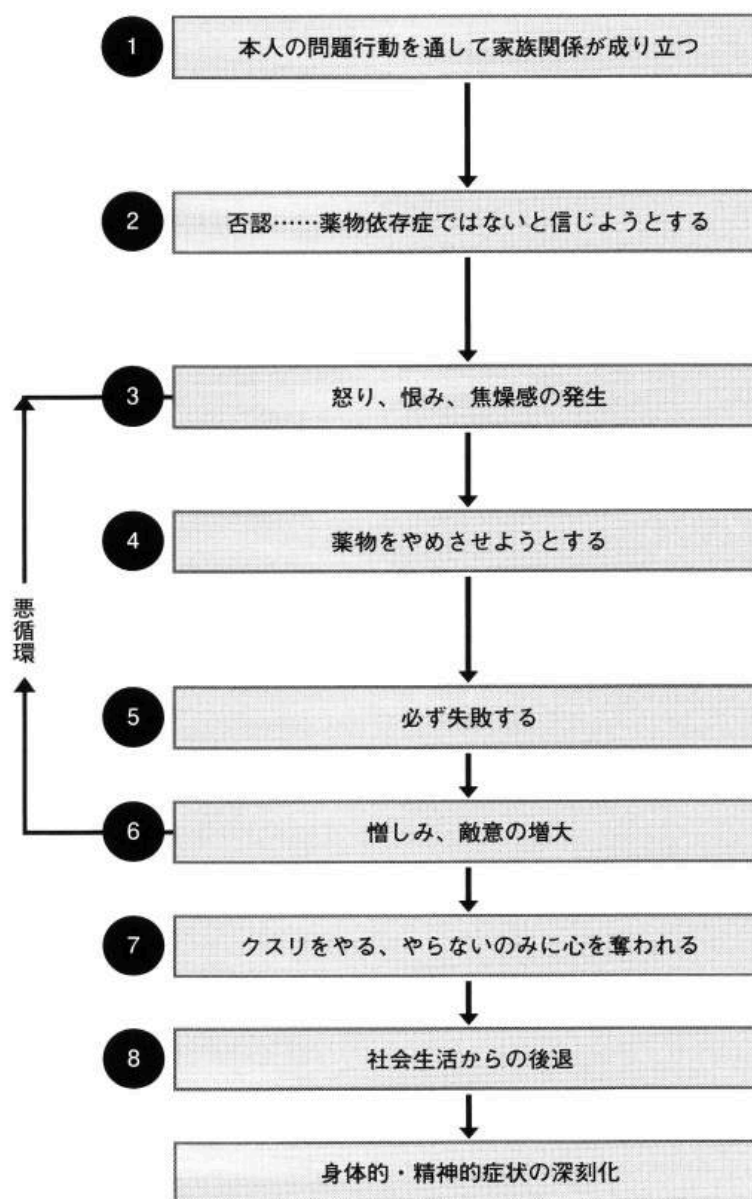 1 本人の問題行動を通して家族関係が成り立つ
2 否認……薬物依存症ではないと信じようとする
3 怒り、恨み、焦燥感の発生
4 薬物をやめさせようとする
悪循環
5 必ず失敗する
6 憎しみ、敵意の増大
7 クスリをやる、やらないのみに心を奪われる
8 社会生活からの後退
身体的・精神的症状の深刻化